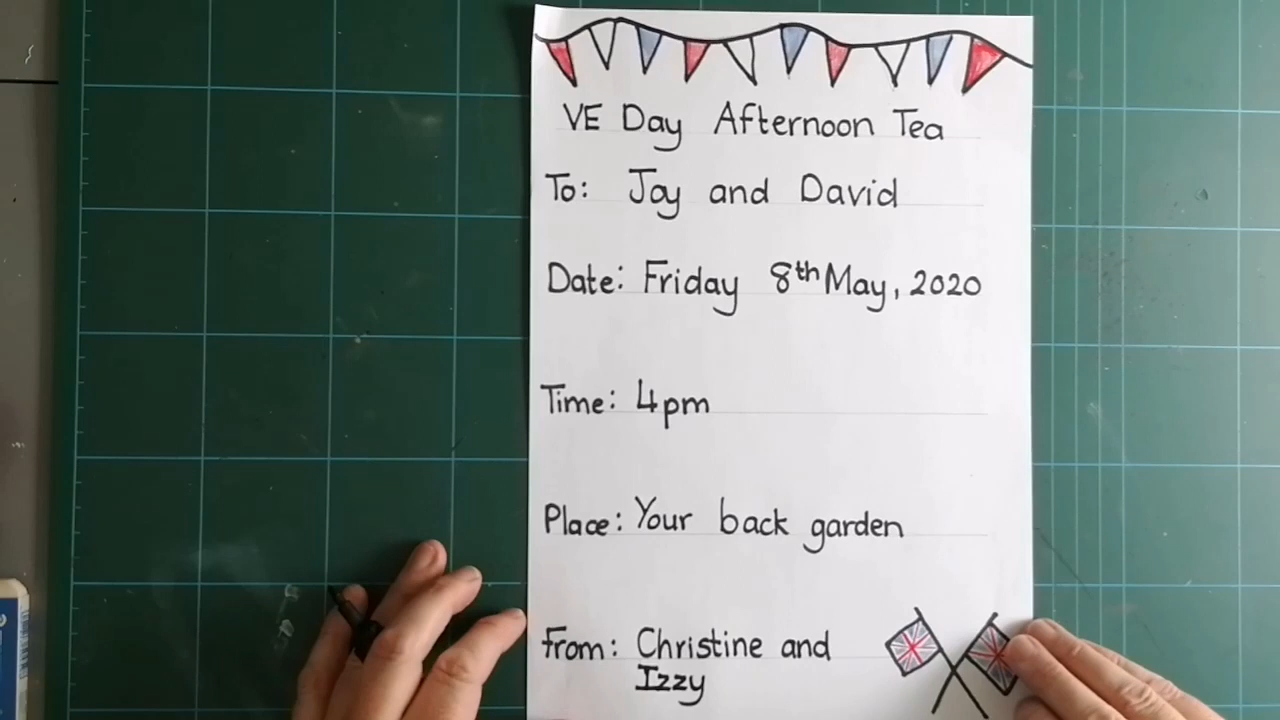 VE Day Afternoon Tea
To: Joy and David
Date: Friday 8th May, 2020
Time: 4pm
Place: Your back garden
From: Christine and
Izzy